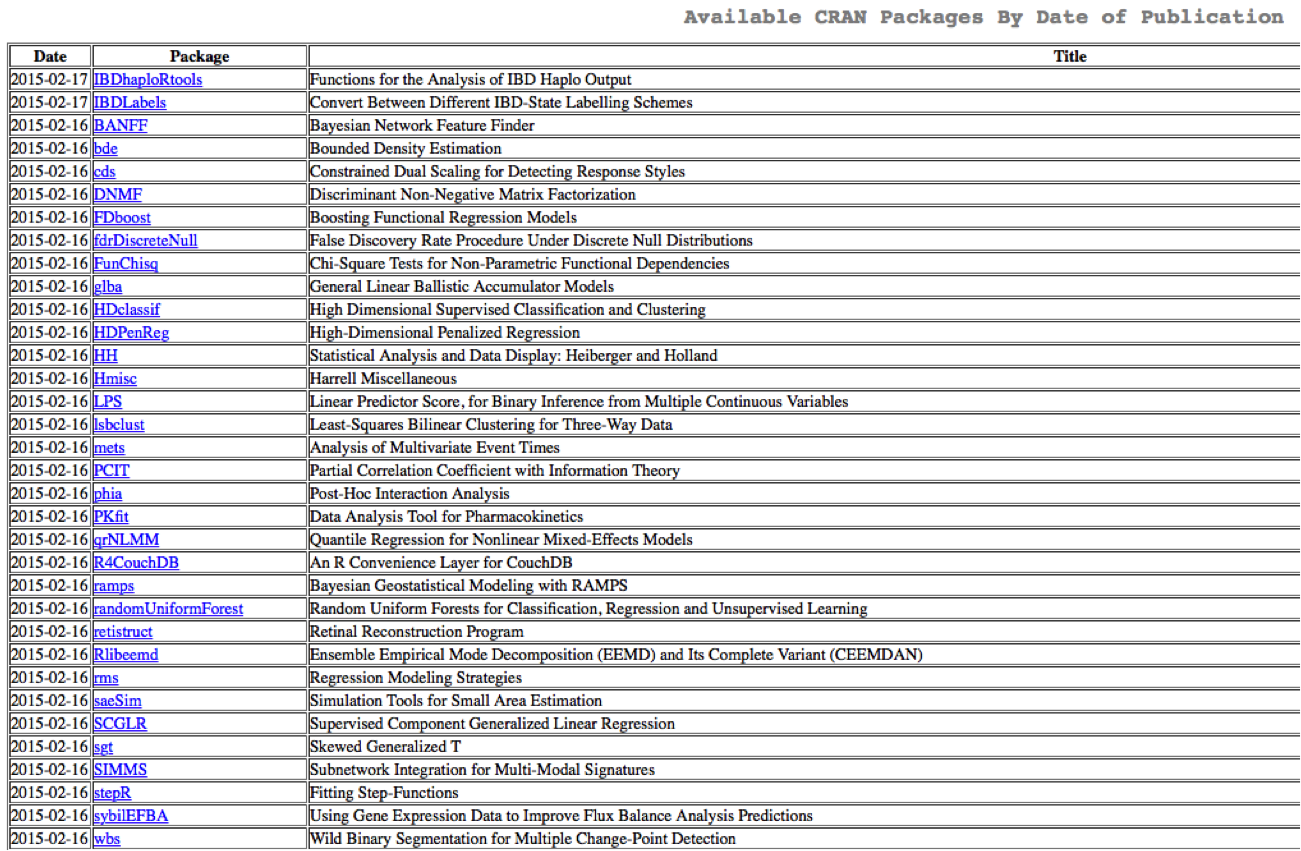 Available CRAN Packages By Date of Publication
Date Package Title
2015-02-17 IBDhaploRtools Functions for the Analysis of IBD Haplo Output
2015-02-17 IBDLabels Convert Between Different IBD-State Labelling Schemes
2015-02-16 BANFF Bayesian Network Feature Finder
2015-02-16 bde Bounded Density Estimation
2015-02-16 cds Constrained Dual Scaling for Detecting Response Styles
2015-02-16 DNMF Discriminant Non-Negative Matrix Factorization
2015-02-16 FDboost Boosting Functional Regression Models
2015-02-16 fdrDiscreteNull False Discovery Rate Procedure Under Discrete Null Distributions
2015-02-16 FunChisq Chi-Square Tests for Non-Parametric Functional Dependencies
2015-02-16 glba General Linear Ballistic Accumulator Models
2015-02-16 HDclassif High Dimensional Supervised Classification and Clustering
2015-02-16 HDPenReg High-Dimensional Penalized Regression
2015-02-16 HH Statistical Analysis and Data Display: Heiberger and Holland
2015-02-16 Hmisc Harrell Miscellaneous
2015-02-16 LPS Linear Predictor Score, for Binary Inference from Multiple Continuous Variables
2015-02-16 lsbclust Least-Squares Bilinear Clustering for Three-Way Data
2015-02-16 mets Analysis of Multivariate Event Times
2015-02-16 PCIT Partial Correlation Coefficient with Information Theory
2015-02-16 phia Post-Hoc Interaction Analysis
2015-02-16 PKfit Data Analysis Tool for Pharmacokinetics
2015-02-16 qrNLMM Quantile Regression for Nonlinear Mixed-Effects Models
2015-02-16 R4CouchDB An R Convenience Layer for CouchDB
2015-02-16 ramps Bayesian Geostatistical Modeling with RAMPS
2015-02-16 randomUniformForest Random Uniform Forests for Classification, Regression and Unsupervised Learning
2015-02-16 retistruct Retinal Reconstruction Program
2015-02-16 Rlibeemd Ensemble Empirical Mode Decomposition (EEMD) and Its Complete Variant (CEEMDAN)
2015-02-16 rms Regression Modeling Strategies
2015-02-16 saeSim Simulation Tools for Small Area Estimation
2015-02-16 SCGLR Supervised Component Generalized Linear Regression
2015-02-16 sgt Skewed Generalized T
2015-02-16 SIMMS Subnetwork Integration for Multi-Modal Signatures
2015-02-16 stepR Fitting Step-Functions
2015-02-16 sybilEFBA Using Gene Expression Data to Improve Flux Balance Analysis Predictions
2015-02-16 wbs Wild Binary Segmentation for Multiple Change-Point Detection